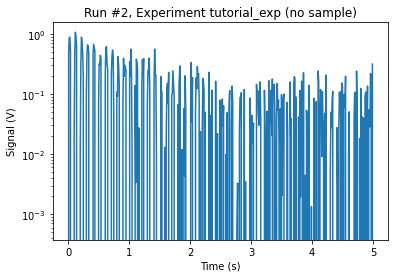 Run #2, Experiment tutorial_exp (no sample)
Signal (V)
10⁰
10⁻¹
10⁻²
10⁻³
0 1 2 3 4 5
Time (s)